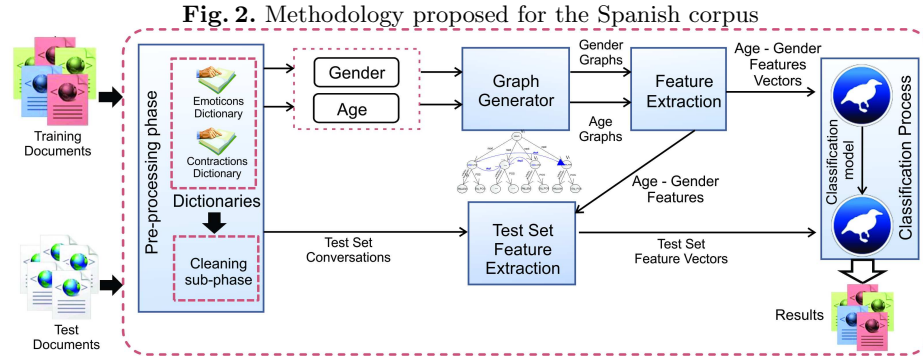 Fig. 2. Methodology proposed for the Spanish corpus
Training
Documents
Test
Documents
Pre-processing phase
Emoticons
Dictionary
Contractions
Dictionary
Dictionaries
Cleaning
sub-phase
Gender
Age
Graph
Generator
Gender
Graphs
Age
Graphs
Feature
Extraction
Age - Gender
Features
Vectors
Age - Gender
Features
Test Set
Conversations
Test Set
Feature
Extraction
Test Set
Feature Vectors
Classification
model
Classification Process
Results